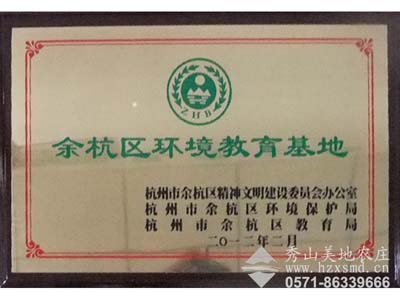 ZHB
余杭区环境教育基地
杭州市余杭区精神文明建设委员会办公室
杭州市余杭区环境保护局
杭州市余杭区教育局
二〇一二年二月
秀山美地农庄
www.hzxsmd.cn
0571-86339666